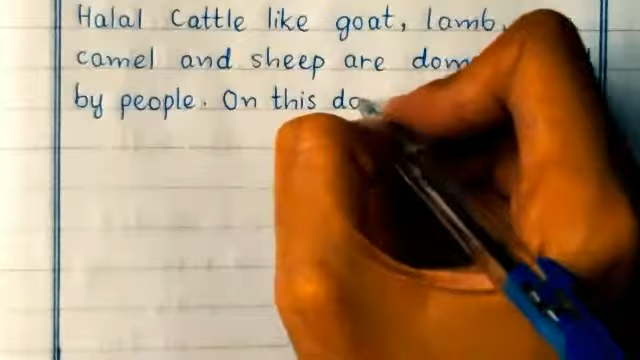 Halal Cattle like goat, lamb,
camel and sheep are
by people. On this